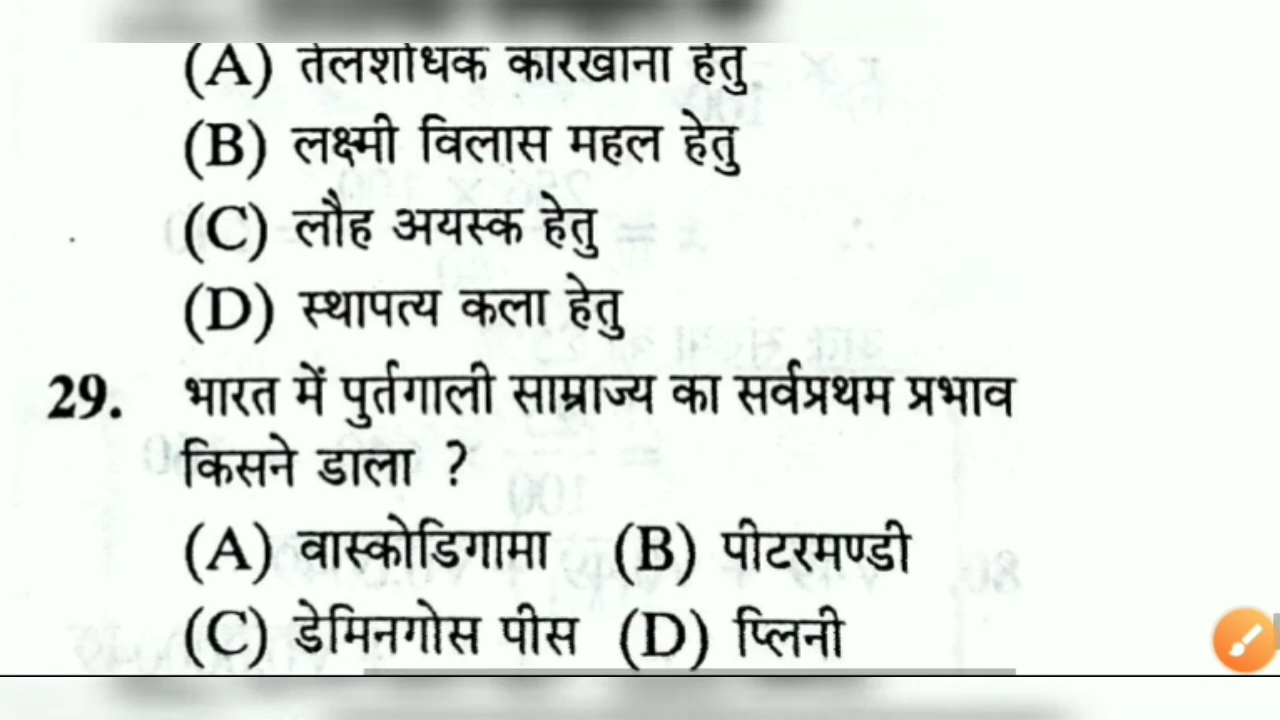 (A) तेलशोधक कारखाना हेतु
(B) लक्ष्मी विलास महल हेतु
(C) लौह अयस्क हेतु
(D) स्थापत्य कला हेतु
29. भारत में पुर्तगाली साम्राज्य का सर्वप्रथम प्रभाव
किसने डाला ?
(A) वास्कोडिगामा (B) पीटरमण्डी
(C) डेमिनगोस पीस (D) प्लिनी